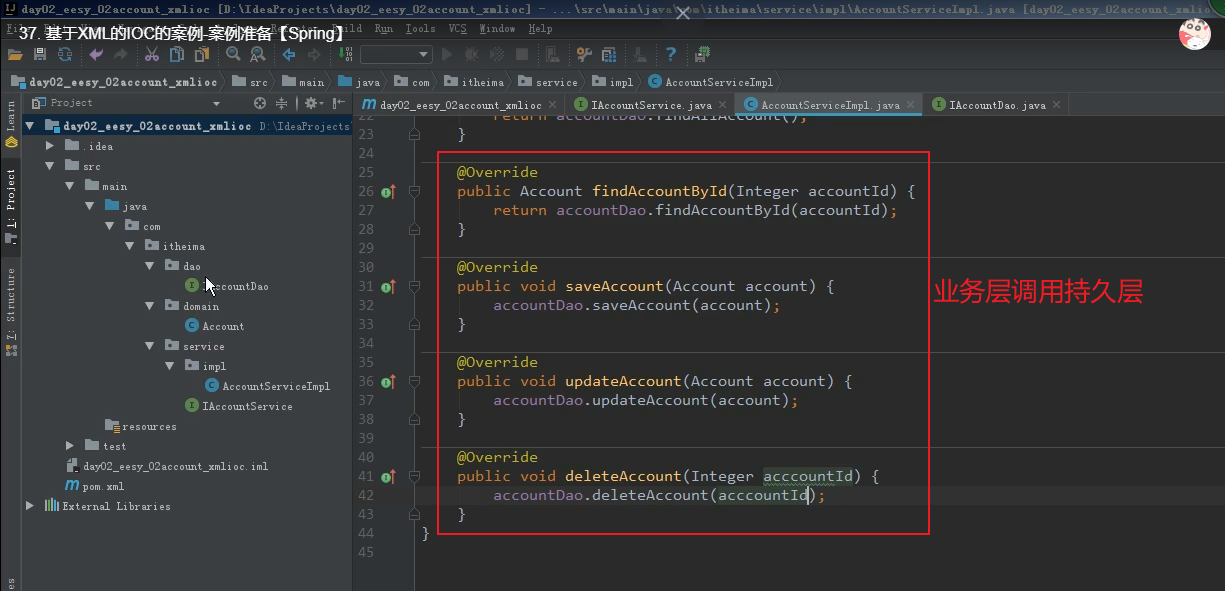 day02_eesy_02account_xmlioc [D:\IdeaProjects\day02_eesy_02account_xmlioc] - ...\src\main\java\com\itheima\service\impl\AccountServiceImpl.java [day02_eesy_02account_xmlioc]
37. 基于XML的IOC的案例-案例准备【Spring】
Run Tools VCS Window Help
day02_eesy_02account_xmlioc src main java com itheima service impl AccountServiceImpl
Project
day02_eesy_02account_xmlioc IAccountService.java AccountServiceImpl.java IAccountDao.java
Learn
1: Project
7: Structure
day02_eesy_02account_xmlioc D:\IdeaProjects
.idea
src
main
java
com
itheima
dao
ccountDao
domain
Account
service
impl
AccountServiceImpl
IAccountService
resources
test
day02_eesy_02account_xmlioc.iml
pom.xml
External Libraries
22 return accountDao.findAllAccount();
23 }
24
25 @Override
26 public Account findAccountById(Integer accountId) {
27 return accountDao.findAccountById(accountId);
28 }
29
30 @Override
31 public void saveAccount(Account account) {
32 accountDao.saveAccount(account);
33 }
34
35 @Override
36 public void updateAccount(Account account) {
37 accountDao.updateAccount(account);
38 }
39
40 @Override
41 public void deleteAccount(Integer acccountId) {
42 accountDao.deleteAccount(acccountId);
43 }
44 }
45
业务层调用持久层